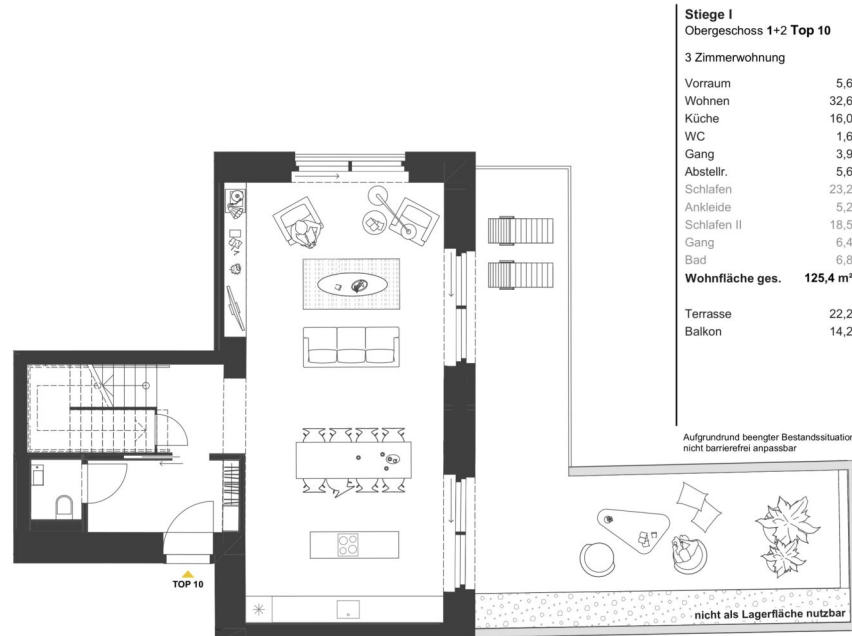 Stiege I
Obergeschoss 1+2 Top 10
3 Zimmerwohnung
Vorraum 5,6
Wohnen 32,6
Küche 16,0
WC 1,6
Gang 3,9
Abstellr. 5,6
Schlafen 23,2
Ankleide 5,2
Schlafen II 18,5
Gang 6,4
Bad 6,8
Wohnfläche ges. 125,4 m²
Terrasse 22,2
Balkon 14,2
Aufgrundrund beengter Bestandssituation
nicht barrierefrei anpassbar
TOP 10
nicht als Lagerfläche nutzbar